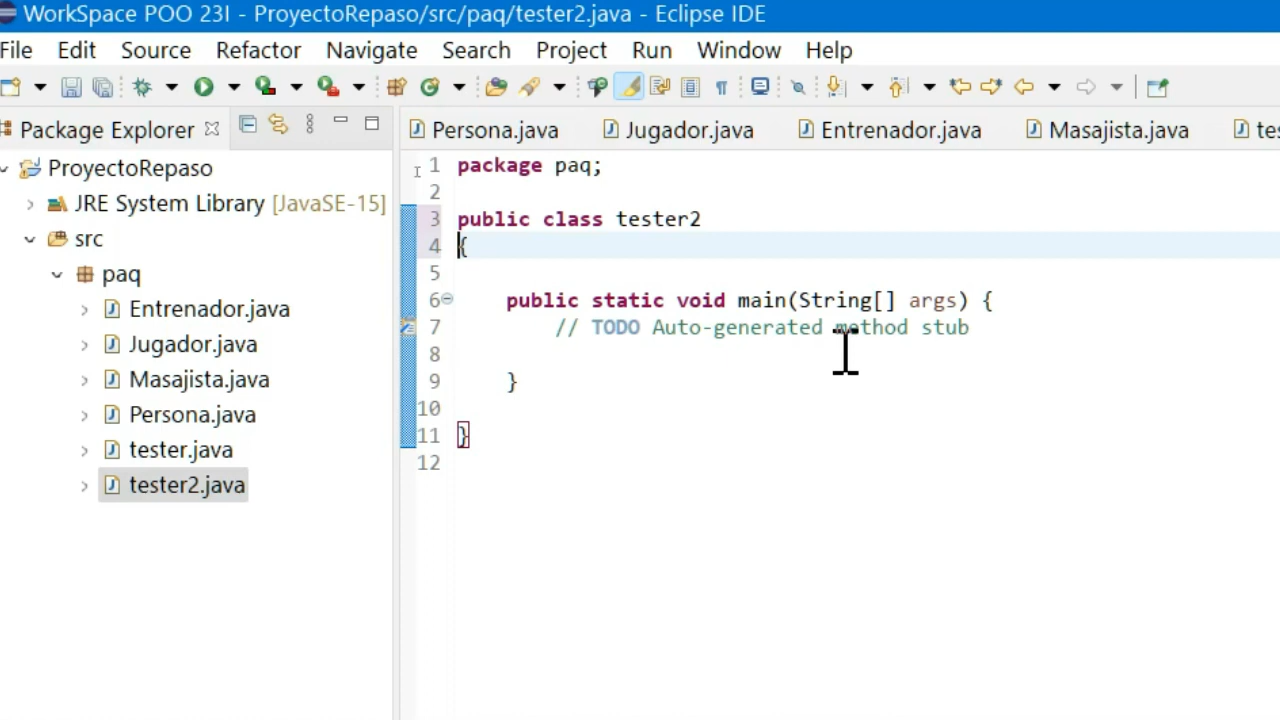 WorkSpace POO 23I - ProyectoRepaso/src/paq/tester2.java - Eclipse IDE
File Edit Source Refactor Navigate Search Project Run Window Help
Package Explorer
Persona.java Jugador.java Entrenador.java Masajista.java tes
ProyectoRepaso
JRE System Library [JavaSE-15]
src
paq
Entrenador.java
Jugador.java
Masajista.java
Persona.java
tester.java
tester2.java
1 package paq;
2
3 public class tester2
4 {
5
6 public static void main(String[] args) {
7 // TODO Auto-generated method stub
8
9 }
10
11 }
12